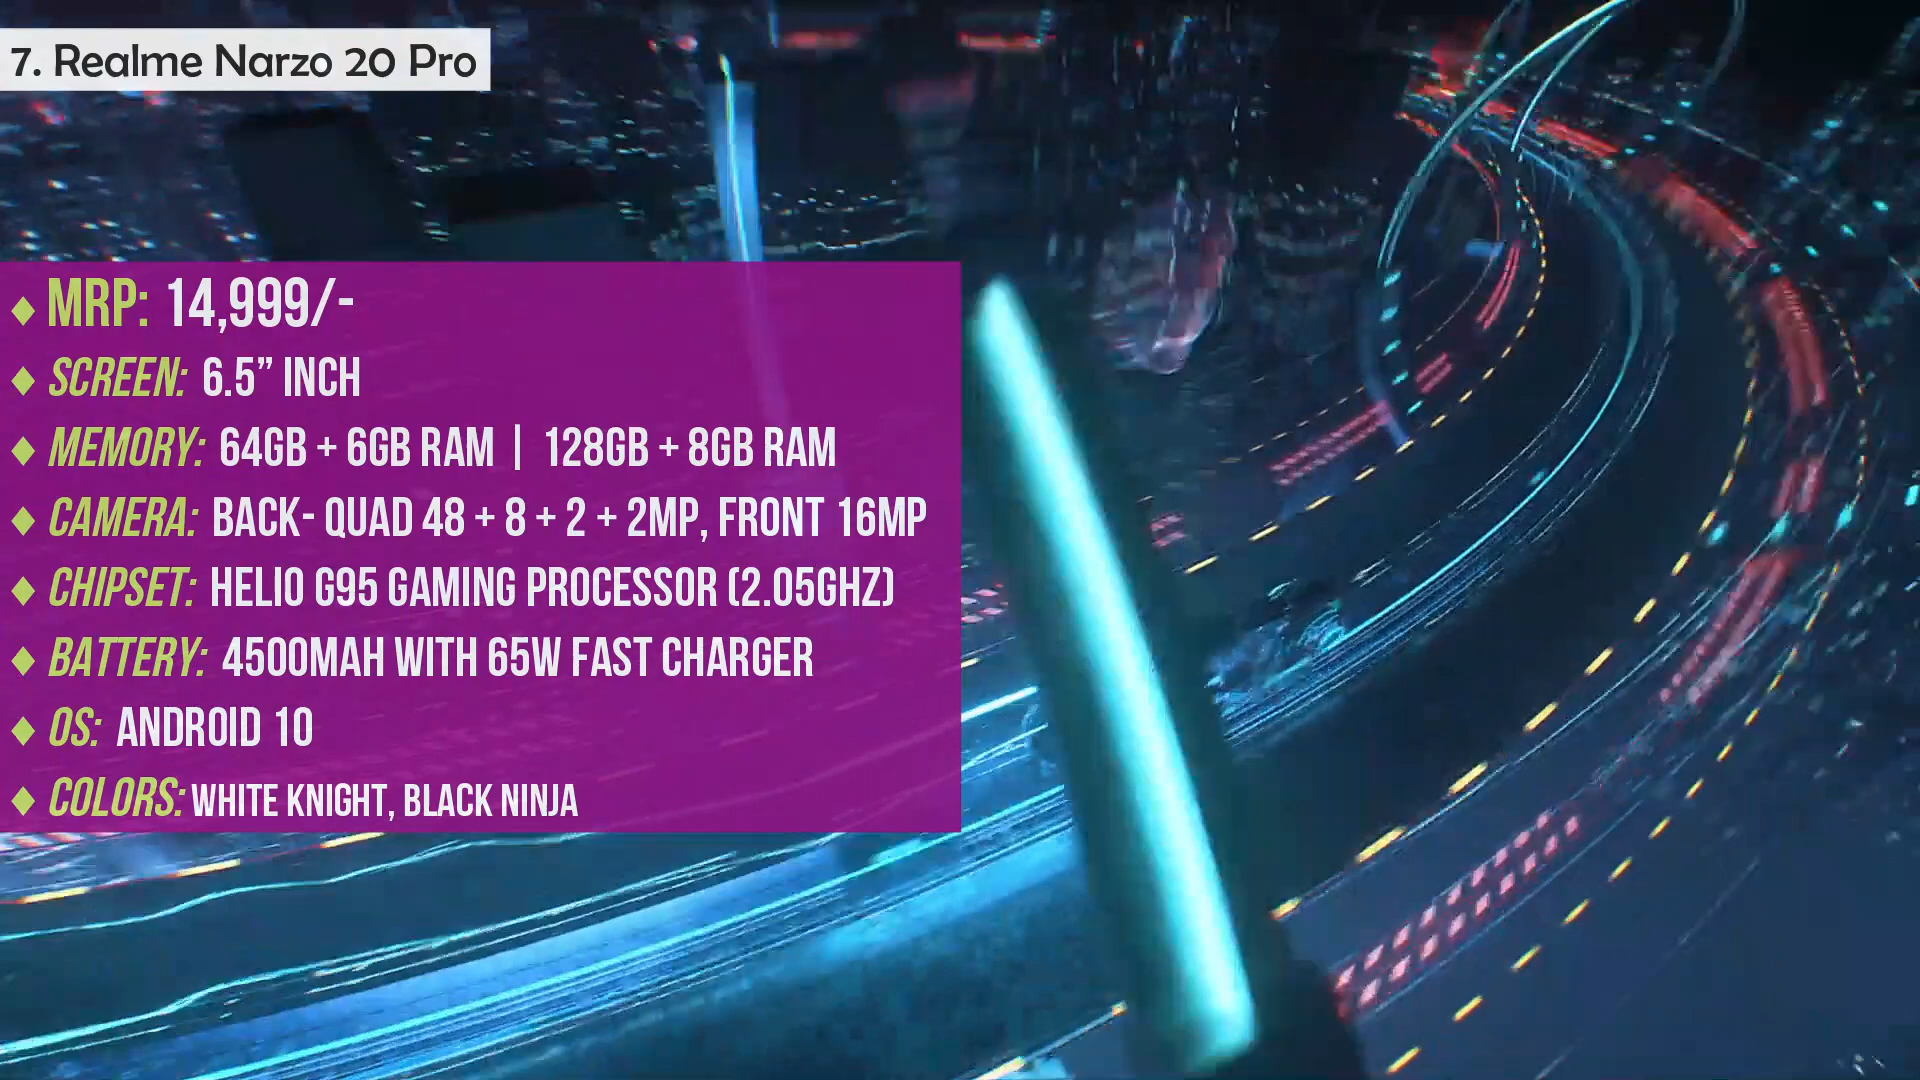 7. Realme Narzo 20 Pro
♦ MRP: 14,999/-
♦ SCREEN: 6.5” INCH
♦ MEMORY: 64GB + 6GB RAM | 128GB + 8GB RAM
♦ CAMERA: BACK- QUAD 48 + 8 + 2 + 2MP, FRONT 16MP
♦ CHIPSET: HELIO G95 GAMING PROCESSOR (2.05GHZ)
♦ BATTERY: 4500MAH WITH 65W FAST CHARGER
♦ OS: ANDROID 10
♦ COLORS: WHITE KNIGHT, BLACK NINJA